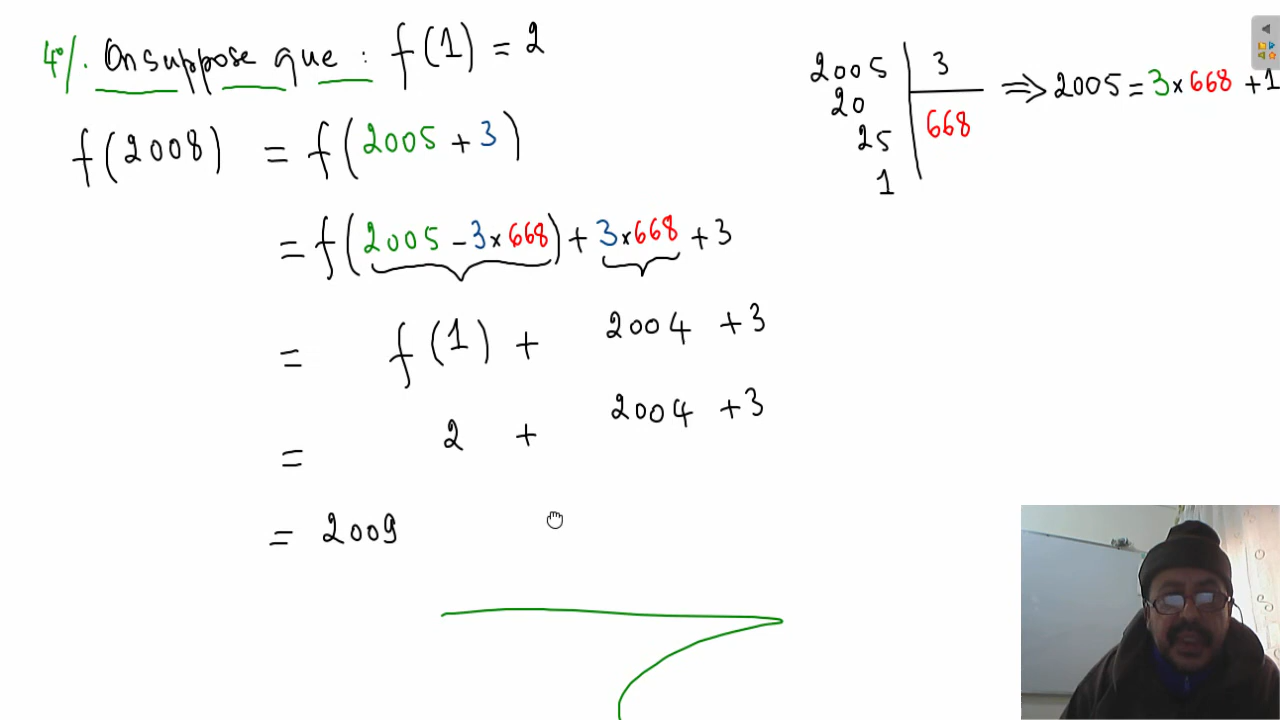 4°/. On suppose que : f(1) = 2
f(2008) = f(2005 + 3)
= f(2005 - 3×668) + 3×668 + 3
= f(1) + 2004 + 3
= 2 + 2004 + 3
= 2009
2005 | 3
20 | 668
25
1
⇒ 2005 = 3×668 + 1